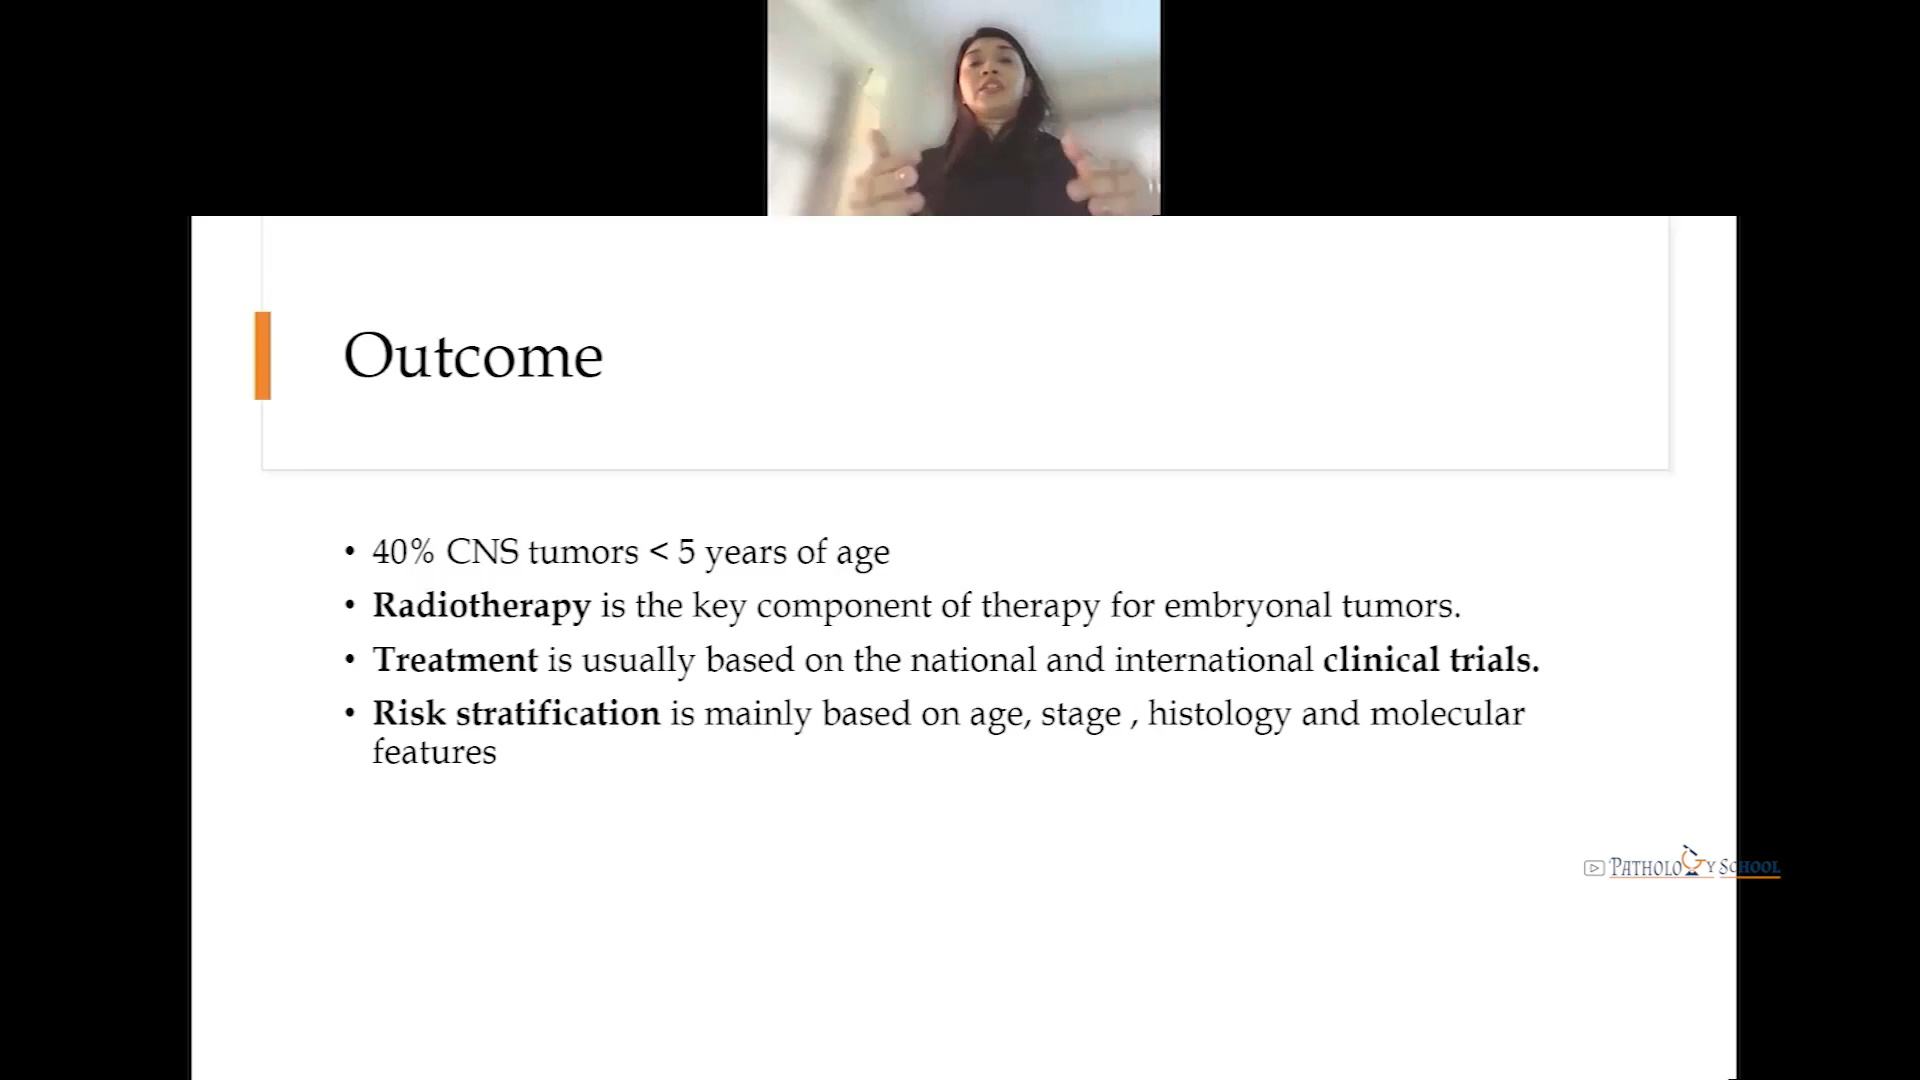 Outcome
• 40% CNS tumors < 5 years of age
• Radiotherapy is the key component of therapy for embryonal tumors.
• Treatment is usually based on the national and international clinical trials.
• Risk stratification is mainly based on age, stage , histology and molecular
features
PATHOLOGY SCHOOL